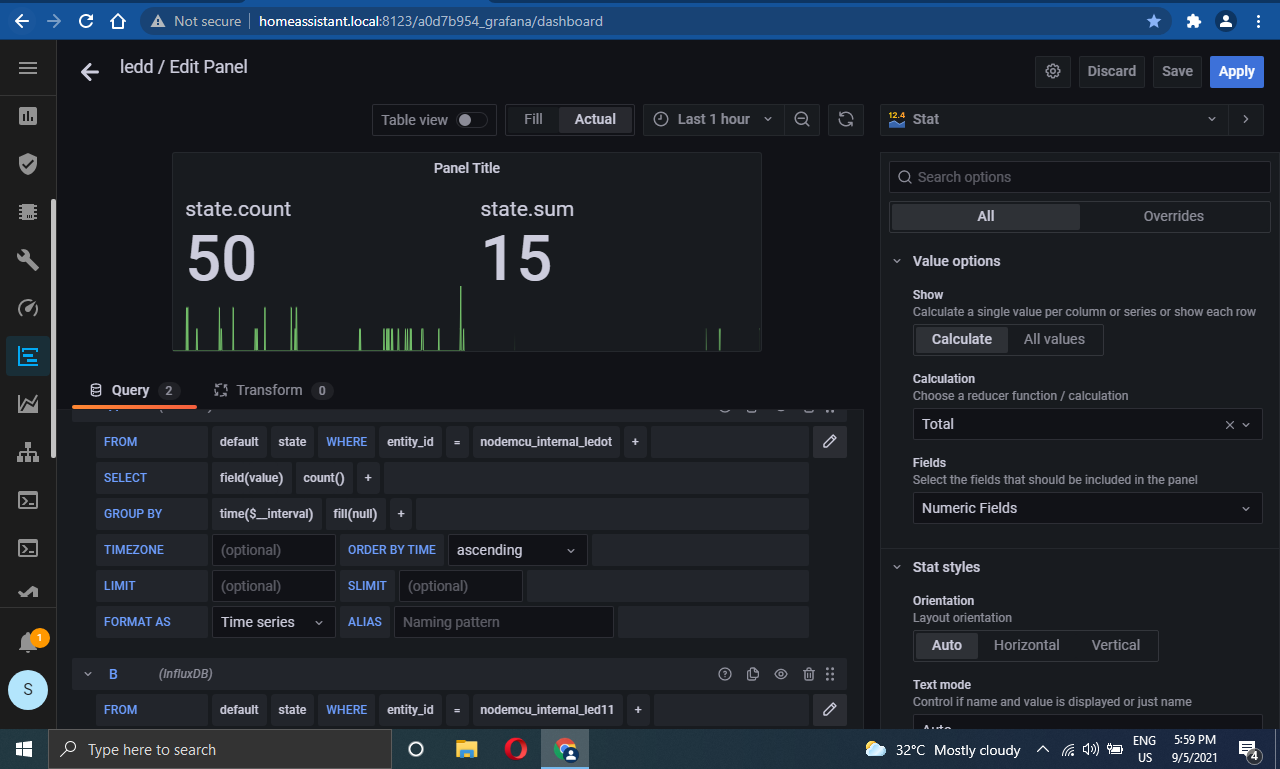 Not secure | homeassistant.local:8123/a0d7b954_grafana/dashboard
ledd / Edit Panel
Discard Save Apply
Table view Fill Actual Last 1 hour
12.4 Stat
Panel Title
state.count state.sum
50 15
Search options
All Overrides
Value options
Show
Calculate a single value per column or series or show each row
Calculate All values
Calculation
Choose a reducer function / calculation
Total
Fields
Select the fields that should be included in the panel
Numeric Fields
Stat styles
Orientation
Layout orientation
Auto Horizontal Vertical
Text mode
Control if name and value is displayed or just name
Auto
Query 2 Transform 0
FROM default state WHERE entity_id = nodemcu_internal_ledot +
SELECT field(value) count() +
GROUP BY time($__interval) fill(null) +
TIMEZONE (optional) ORDER BY TIME ascending
LIMIT (optional) SLIMIT (optional)
FORMAT AS Time series ALIAS Naming pattern
B (InfluxDB)
FROM default state WHERE entity_id = nodemcu_internal_led11 +
1
S
Type here to search
32°C Mostly cloudy
ENG
US
5:59 PM
9/5/2021
4